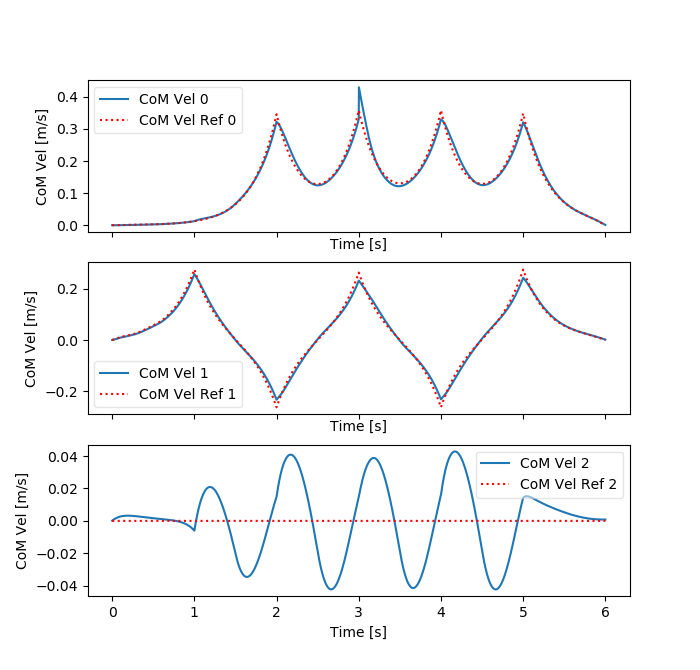 0.4
0.3
0.2
0.1
0.0
CoM Vel [m/s]
CoM Vel 0
CoM Vel Ref 0
Time [s]
0.2
0.0
−0.2
CoM Vel [m/s]
CoM Vel 1
CoM Vel Ref 1
Time [s]
0.04
0.02
0.00
−0.02
−0.04
CoM Vel [m/s]
CoM Vel 2
CoM Vel Ref 2
0 1 2 3 4 5 6
Time [s]